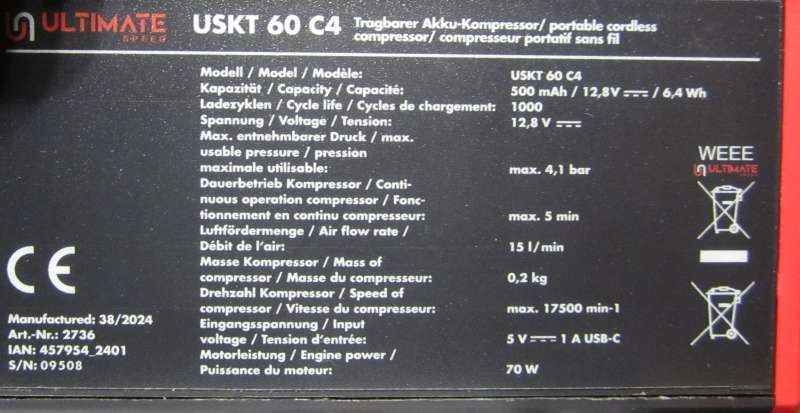 ULTIMATE
SPEED
USKT 60 C4 Tragbarer Akku-Kompressor/ portable cordless
compressor/ compresseur portatif sans fil
Modell / Model / Modèle: USKT 60 C4
Kapazität / Capacity / Capacité: 500 mAh / 12,8V ⎓ / 6,4 Wh
Ladezyklen / Cycle life / Cycles de chargement: 1000
Spannung / Voltage / Tension: 12,8 V ⎓
Max. entnehmbarer Druck / max.
usable pressure / pression
maximale utilisable: max. 4,1 bar
Dauerbetrieb Kompressor / Conti-
nuous operation compressor / Fonc-
tionnement en continu compresseur: max. 5 min
Luftfördermenge / Air flow rate /
Débit de l'air: 15 l/min
Masse Kompressor / Mass of
compressor / Masse du compresseur: 0,2 kg
Drehzahl Kompressor / Speed of
compressor / Vitesse du compresseur: max. 17500 min-1
Eingangsspannung / Input
voltage / Tension d'entrée: 5 V ⎓ 1 A USB-C
Motorleistung / Engine power /
Puissance du moteur: 70 W
WEEE
ULTIMATE
SPEED
CE
Manufactured: 38/2024
Art.-Nr.: 2736
IAN: 457954_2401
S/N: 09508